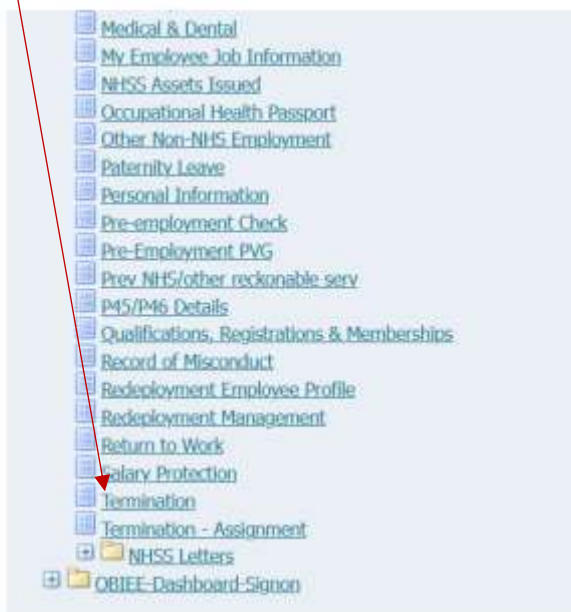 Medical & Dental
My Employee Job Information
NHSS Assets Issued
Occupational Health Passport
Other Non-NHS Employment
Paternity Leave
Personal Information
Pre-employment Check
Pre-Employment PVG
Prev NHS/other reckonable serv
P45/P46 Details
Qualifications, Registrations & Memberships
Record of Misconduct
Redeployment Employee Profile
Redeployment Management
Return to Work
Salary Protection
Termination
Termination - Assignment
NHSS Letters
OBIEE-Dashboard-Signon